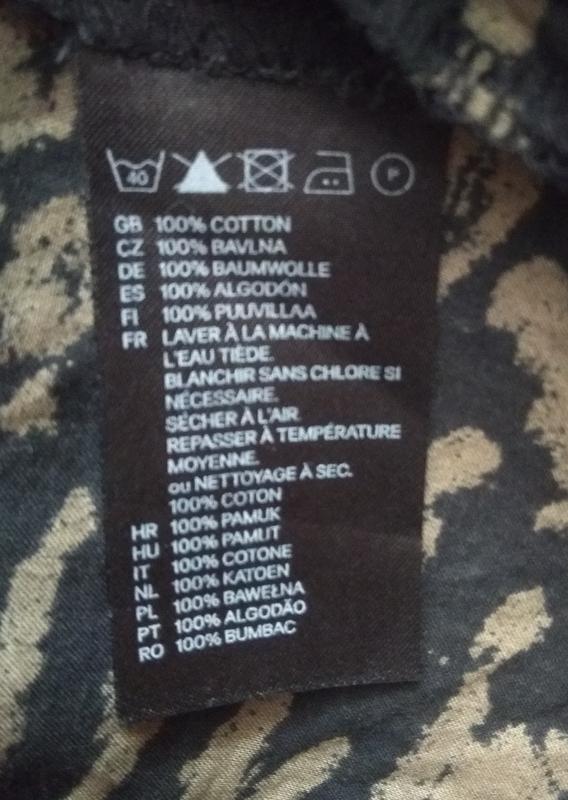 40 P
GB 100% COTTON
CZ 100% BAVLNA
DE 100% BAUMWOLLE
ES 100% ALGODÓN
FI 100% PUUVILLAA
FR LAVER À LA MACHINE À
L'EAU TIÈDE.
BLANCHIR SANS CHLORE SI
NÉCESSAIRE.
SÉCHER À L'AIR.
REPASSER À TEMPÉRATURE
MOYENNE.
ou NETTOYAGE À SEC.
100% COTON
HR 100% PAMUK
HU 100% PAMUT
IT 100% COTONE
NL 100% KATOEN
PL 100% BAWEŁNA
PT 100% ALGODÃO
RO 100% BUMBAC